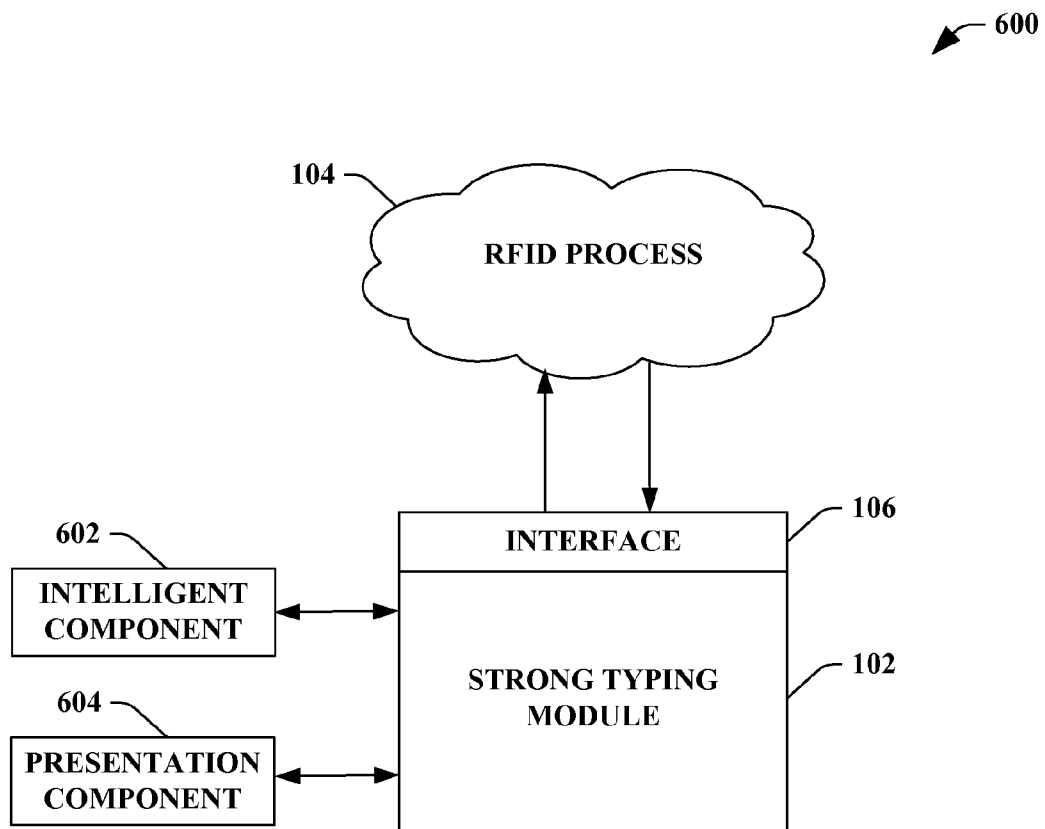 600
104
RFID PROCESS
106
INTERFACE
602
INTELLIGENT
COMPONENT
102
STRONG TYPING
MODULE
604
PRESENTATION
COMPONENT